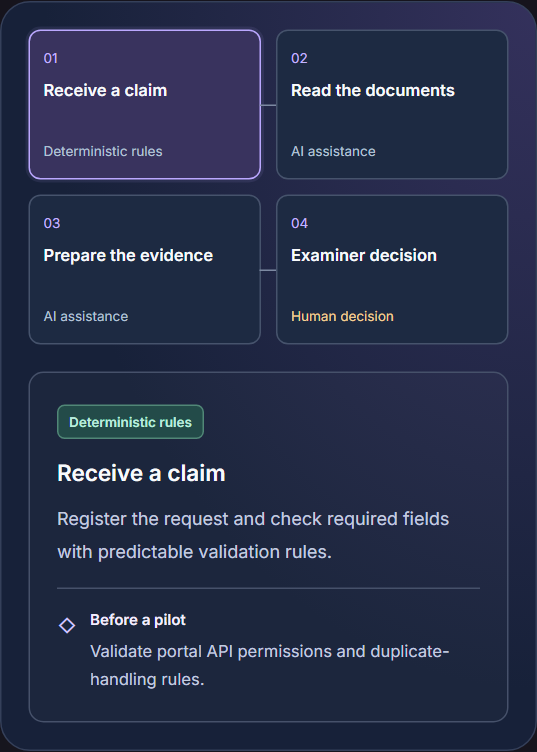 01
Receive a claim
Deterministic rules
02
Read the documents
AI assistance
03
Prepare the evidence
AI assistance
04
Examiner decision
Human decision
Deterministic rules
Receive a claim
Register the request and check required fields
with predictable validation rules.
Before a pilot
Validate portal API permissions and duplicate-
handling rules.